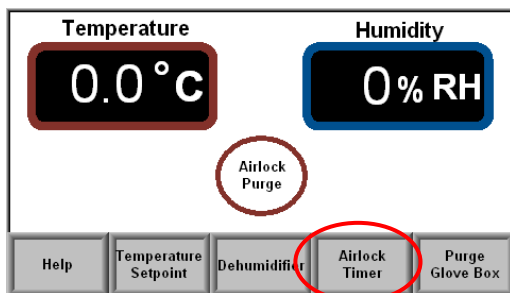 Temperature
Humidity
0.0°C
0% RH
Airlock
Purge
Help
Temperature
Setpoint
Dehumidifier
Airlock
Timer
Purge
Glove Box